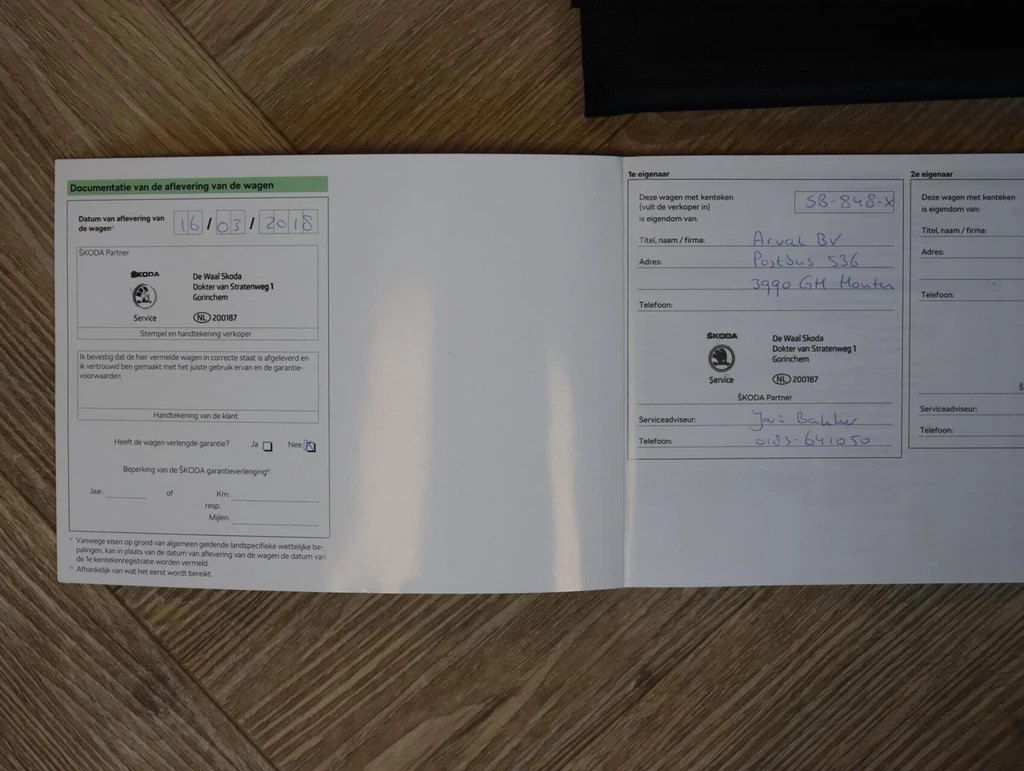 Documentatie van de aflevering van de wagen
Datum van aflevering van
de wagen¹⁾
16 / 03 / 2018
ŠKODA Partner
ŠKODA
Service
De Waal Skoda
Dokter van Stratenweg 1
Gorinchem
NL 200187
Stempel en handtekening verkoper
Ik bevestig dat de hier vermelde wagen in correcte staat is afgeleverd en
ik vertrouwd ben gemaakt met het juiste gebruik ervan en de garantie-
voorwaarden.
Handtekening van de klant
Heeft de wagen verlengde garantie? Ja Nee
Beperking van de ŠKODA garantieverlenging²⁾
Jaar: of Km:
resp.
Mijlen:
¹⁾ Vanwege eisen op grond van algemeen geldende landspecifieke wettelijke be-
palingen, kan in plaats van de datum van aflevering van de wagen de datum van
de 1e kentekenregistratie worden vermeld.
²⁾ Afhankelijk van wat het eerst wordt bereikt.
1e eigenaar
Deze wagen met kenteken
(vult de verkoper in)
is eigendom van:
SB-848-X
Titel, naam / firma: Arval BV
Adres: Postbus 536
3990 GH Houten
Telefoon:
ŠKODA
Service
De Waal Skoda
Dokter van Stratenweg 1
Gorinchem
NL 200187
ŠKODA Partner
Serviceadviseur: Bakker
Telefoon: 0183-641050
2e eigenaar
Deze wagen met kenteken
is eigendom van:
Titel, naam / firma:
Adres:
Telefoon:
Serviceadviseur:
Telefoon: